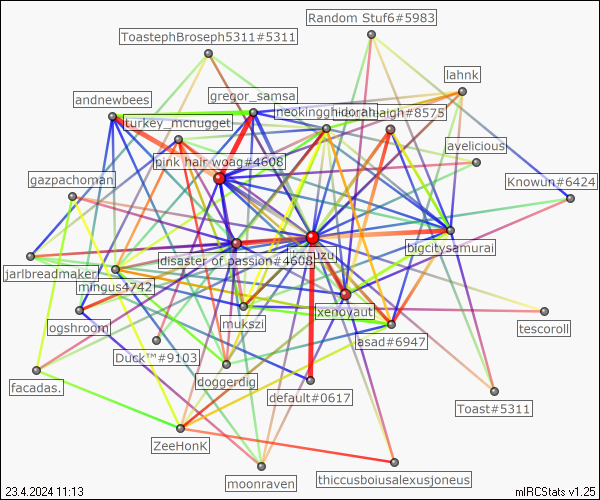 Random Stuf6#5983
ToastephBroseph5311#5311
lahnk
gregor_samsa
andnewbees
neokingghidorah
haigh#8575
turkey_mcnugget
avelicious
pink hair woag#4608
gazpachoman
Knowun#6424
bigcitysamurai
uzu
disaster of passion#4608
jarlbreadmaker
mingus4742
mukszi
xenoyaut
ogshroom
tescoroll
asad#6947
Duck™#9103
doggerdig
facadas.
default#0617
Toast#5311
ZeeHonK
moonraven
thiccusboiusalexusjoneus
23.4.2024 11:13
mIRCStats v1.25